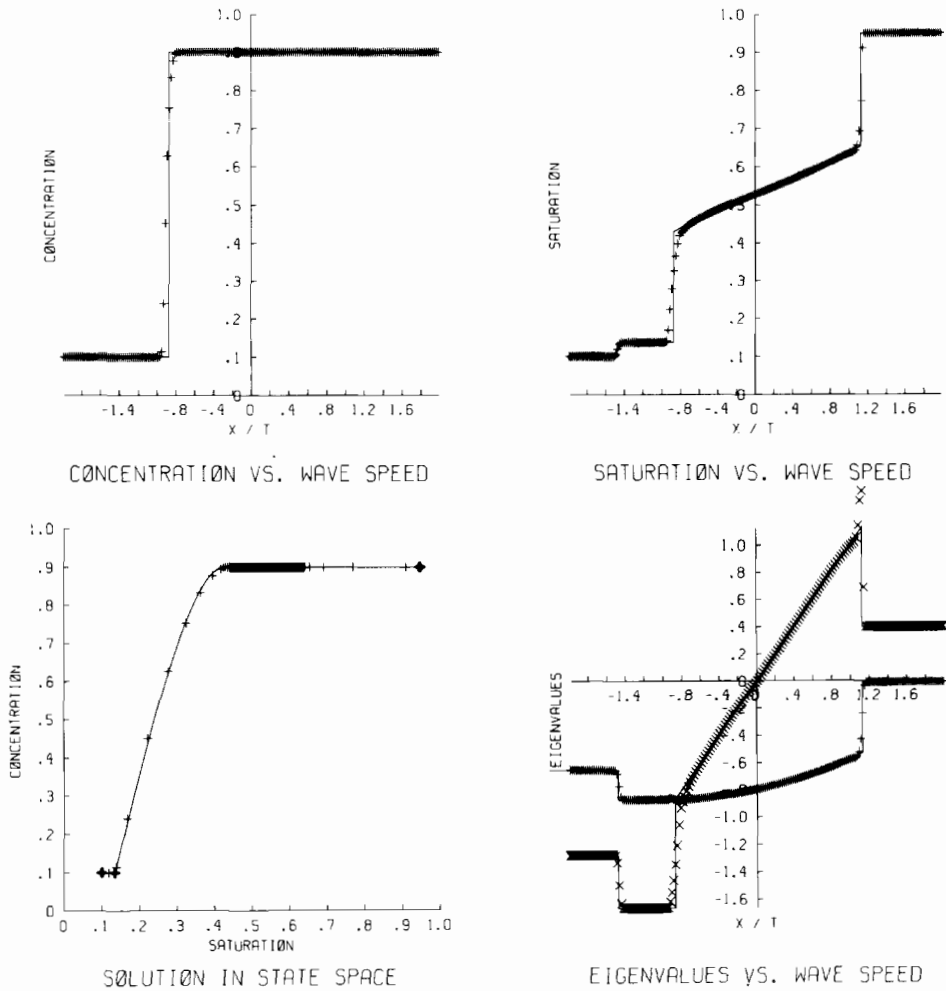 1.0
.9
.8
.7
.6
.5
.4
.3
.2
.1
0
CØNCENTRATIØN
-1.4 -.8 -.4 0 .4 .8 1.2 1.6
X / T
CØNCENTRATIØN VS. WAVE SPEED
1.0
.9
.8
.7
.6
.5
.4
.3
.2
.1
0
SATURATIØN
-1.4 -.8 -.4 0 .4 .8 1.2 1.6
X / T
SATURATIØN VS. WAVE SPEED
1.0
.9
.8
.7
.6
.5
.4
.3
.2
.1
0
CØNCENTRATIØN
0 .1 .2 .3 .4 .5 .6 .7 .8 .9 1.0
SATURATIØN
SØLUTIØN IN STATE SPACE
1.0
.8
.6
.4
.2
0
-.2
-.4
-.6
-.8
-1.0
-1.2
-1.4
-1.6
EIGENVALUES
-1.4 -.8 -.4 0 .4 .8 1.2 1.6
X / T
EIGENVALUES VS. WAVE SPEED